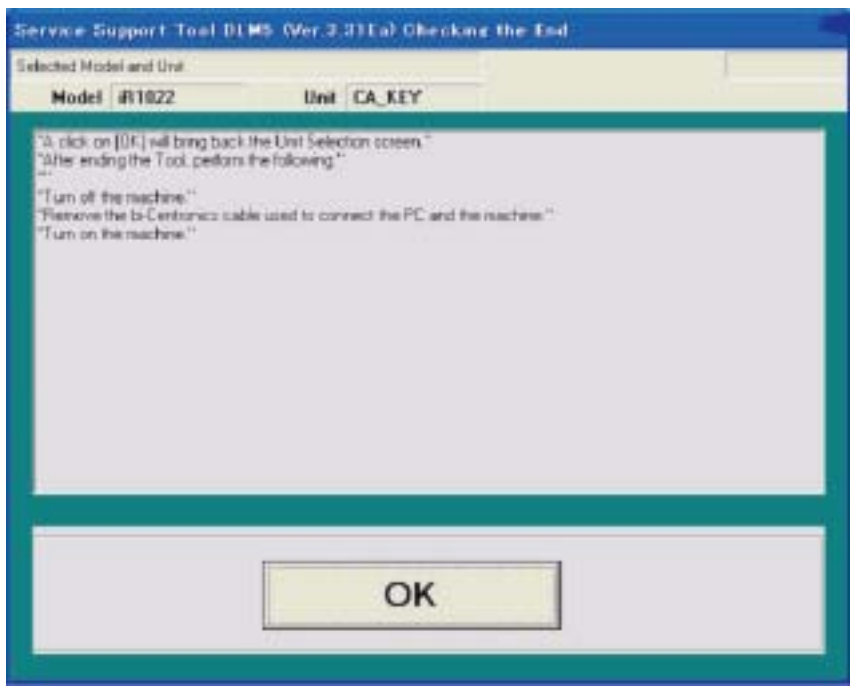 Service Support Tool DLM5 (Ver.3.31Ea) Checking the End
Selected Model and Unit
Model iR1022 Unit CA_KEY
"A click on [OK] will bring back the Unit Selection screen."
"After ending the Tool, perform the following."
""
"Turn off the machine."
"Remove the bi-Centronics cable used to connect the PC and the machine."
"Turn on the machine."
OK